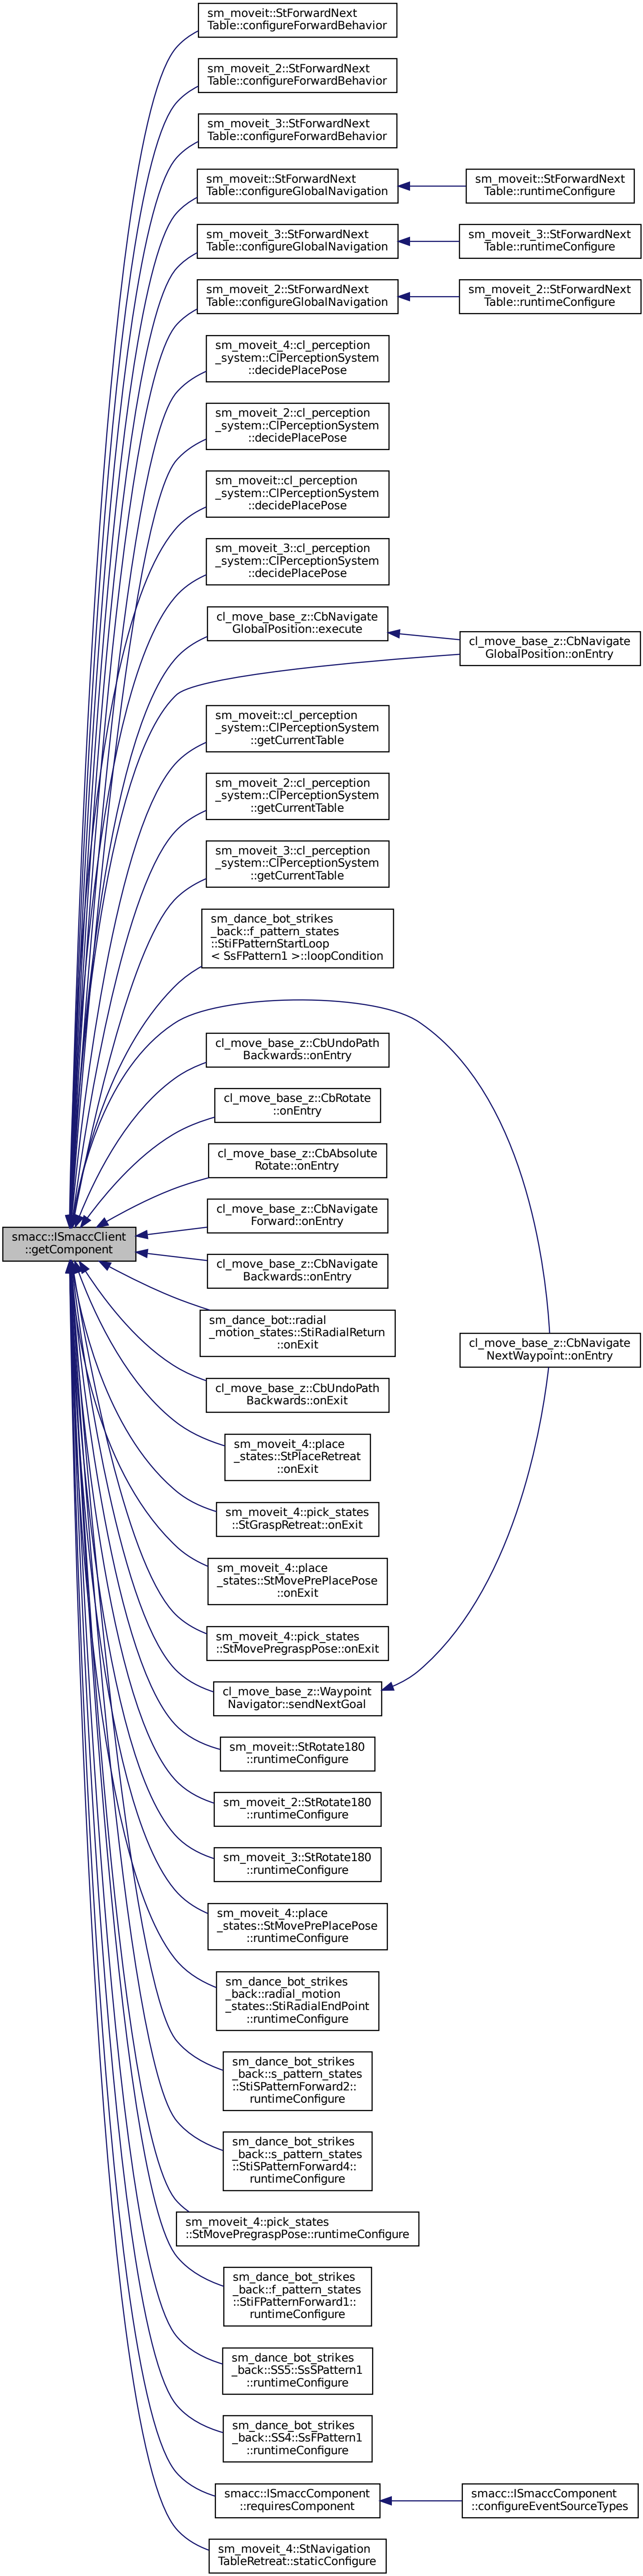 sm_moveit::StForwardNext
Table::configureForwardBehavior
sm_moveit_2::StForwardNext
Table::configureForwardBehavior
sm_moveit_3::StForwardNext
Table::configureForwardBehavior
sm_moveit::StForwardNext
Table::configureGlobalNavigation
sm_moveit::StForwardNext
Table::runtimeConfigure
sm_moveit_3::StForwardNext
Table::configureGlobalNavigation
sm_moveit_3::StForwardNext
Table::runtimeConfigure
sm_moveit_2::StForwardNext
Table::configureGlobalNavigation
sm_moveit_2::StForwardNext
Table::runtimeConfigure
sm_moveit_4::cl_perception
_system::ClPerceptionSystem
::decidePlacePose
sm_moveit_2::cl_perception
_system::ClPerceptionSystem
::decidePlacePose
sm_moveit::cl_perception
_system::ClPerceptionSystem
::decidePlacePose
sm_moveit_3::cl_perception
_system::ClPerceptionSystem
::decidePlacePose
cl_move_base_z::CbNavigate
GlobalPosition::execute
cl_move_base_z::CbNavigate
GlobalPosition::onEntry
sm_moveit::cl_perception
_system::ClPerceptionSystem
::getCurrentTable
sm_moveit_2::cl_perception
_system::ClPerceptionSystem
::getCurrentTable
sm_moveit_3::cl_perception
_system::ClPerceptionSystem
::getCurrentTable
sm_dance_bot_strikes
_back::f_pattern_states
::StiFPatternStartLoop
< SsFPattern1 >::loopCondition
cl_move_base_z::CbUndoPath
Backwards::onEntry
cl_move_base_z::CbRotate
::onEntry
cl_move_base_z::CbAbsolute
Rotate::onEntry
cl_move_base_z::CbNavigate
Forward::onEntry
smacc::ISmaccClient
::getComponent
cl_move_base_z::CbNavigate
Backwards::onEntry
sm_dance_bot::radial
_motion_states::StiRadialReturn
::onExit
cl_move_base_z::CbNavigate
NextWaypoint::onEntry
cl_move_base_z::CbUndoPath
Backwards::onExit
sm_moveit_4::place
_states::StPlaceRetreat
::onExit
sm_moveit_4::pick_states
::StGraspRetreat::onExit
sm_moveit_4::place
_states::StMovePrePlacePose
::onExit
sm_moveit_4::pick_states
::StMovePregraspPose::onExit
cl_move_base_z::Waypoint
Navigator::sendNextGoal
sm_moveit::StRotate180
::runtimeConfigure
sm_moveit_2::StRotate180
::runtimeConfigure
sm_moveit_3::StRotate180
::runtimeConfigure
sm_moveit_4::place
_states::StMovePrePlacePose
::runtimeConfigure
sm_dance_bot_strikes
_back::radial_motion
_states::StiRadialEndPoint
::runtimeConfigure
sm_dance_bot_strikes
_back::s_pattern_states
::StiSPatternForward2::
runtimeConfigure
sm_dance_bot_strikes
_back::s_pattern_states
::StiSPatternForward4::
runtimeConfigure
sm_moveit_4::pick_states
::StMovePregraspPose::runtimeConfigure
sm_dance_bot_strikes
_back::f_pattern_states
::StiFPatternForward1::
runtimeConfigure
sm_dance_bot_strikes
_back::SS5::SsSPattern1
::runtimeConfigure
sm_dance_bot_strikes
_back::SS4::SsFPattern1
::runtimeConfigure
smacc::ISmaccComponent
::requiresComponent
smacc::ISmaccComponent
::configureEventSourceTypes
sm_moveit_4::StNavigation
TableRetreat::staticConfigure